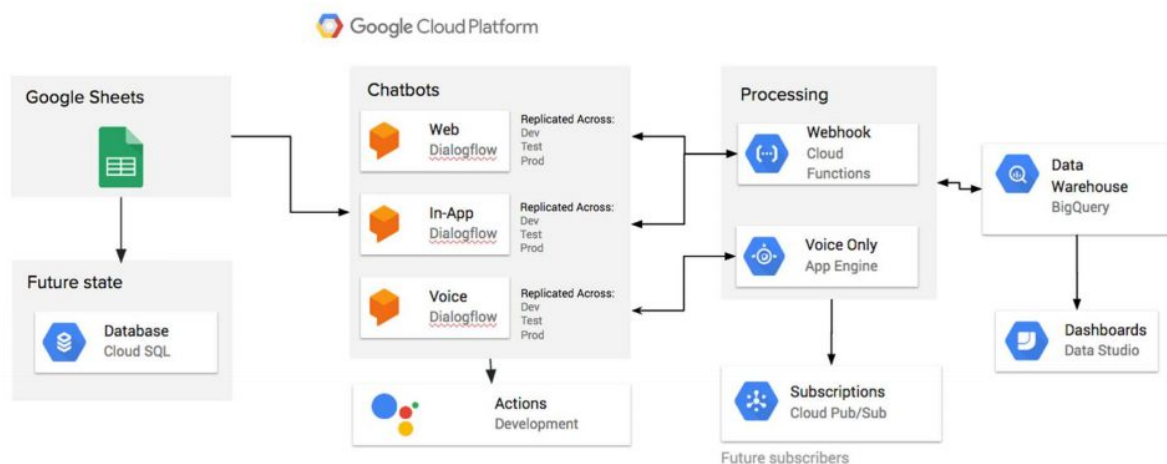 Google Cloud Platform
Google Sheets
Future state
Database
Cloud SQL
Chatbots
Web
Dialogflow
Replicated Across:
Dev
Test
Prod
In-App
Dialogflow
Replicated Across:
Dev
Test
Prod
Voice
Dialogflow
Replicated Across:
Dev
Test
Prod
Actions
Development
Processing
Webhook
Cloud
Functions
Voice Only
App Engine
Subscriptions
Cloud Pub/Sub
Future subscribers
Data
Warehouse
BigQuery
Dashboards
Data Studio